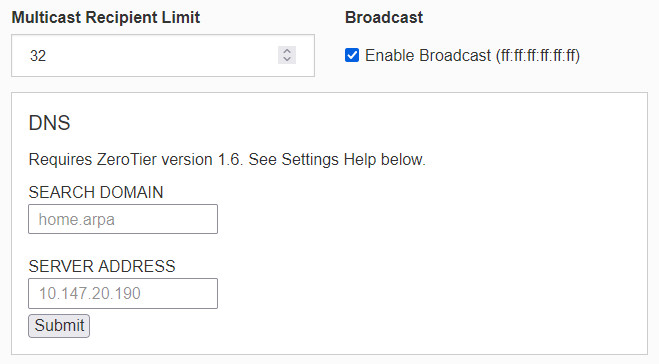 Multicast Recipient Limit
Broadcast
32
Enable Broadcast (ff:ff:ff:ff:ff:ff)
DNS
Requires ZeroTier version 1.6. See Settings Help below.
SEARCH DOMAIN
home.arpa
SERVER ADDRESS
10.147.20.190
Submit